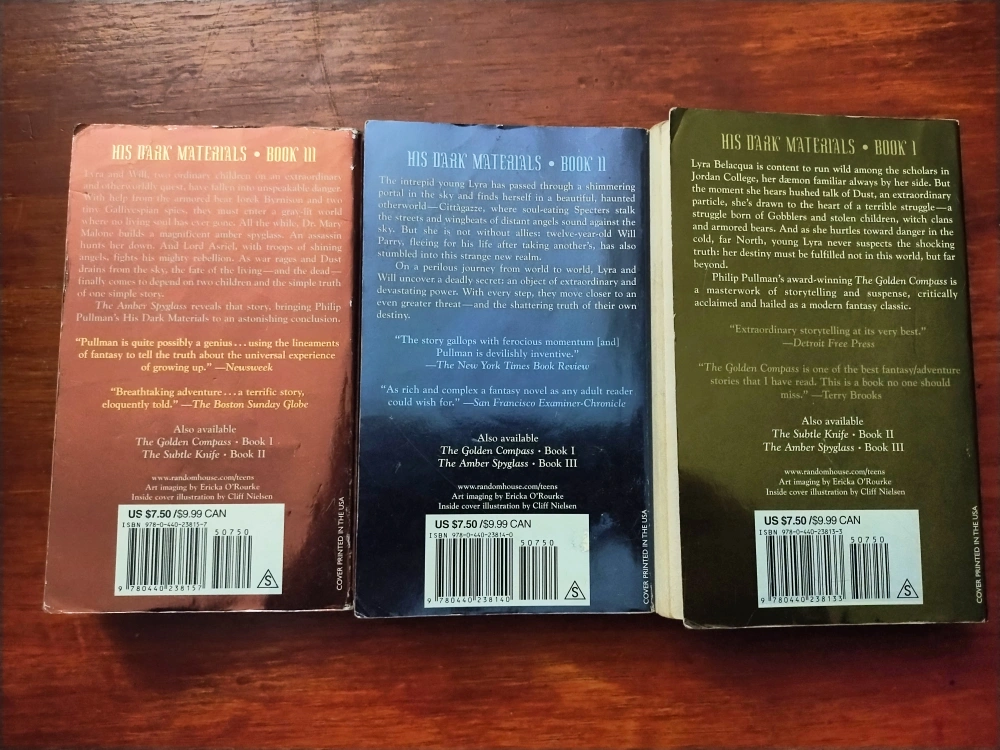 HIS DARK MATERIALS • BOOK III
Lyra and Will, two ordinary children on an extraordinary
and otherworldly quest, have fallen into unspeakable danger.
With help from the armored bear Iorek Byrnison and two
tiny Gallivespian spies, they must enter a gray-lit world
where no living soul has ever gone. All the while, Dr. Mary
Malone builds a magnificent amber spyglass. An assassin
hunts her down. And Lord Asriel, with troops of shining
angels, fights his mighty rebellion. As war rages and Dust
drains from the sky, the fate of the living—and the dead—
finally comes to depend on two children and the simple truth
of one simple story.
The Amber Spyglass reveals that story, bringing Philip
Pullman's His Dark Materials to an astonishing conclusion.
“Pullman is quite possibly a genius . . . using the lineaments
of fantasy to tell the truth about the universal experience
of growing up.” —Newsweek
“Breathtaking adventure . . . a terrific story,
eloquently told.” —The Boston Sunday Globe
Also available
The Golden Compass • Book I
The Subtle Knife • Book II
www.randomhouse.com/teens
Art imaging by Ericka O'Rourke
Inside cover illustration by Cliff Nielsen
US $7.50 /$9.99 CAN
ISBN 978-0-440-23815-7
50750
9 780440 238157
S
COVER PRINTED IN THE USA
HIS DARK MATERIALS • BOOK II
The intrepid young Lyra has passed through a shimmering
portal in the sky and finds herself in a beautiful, haunted
otherworld—Cittàgazze, where soul-eating Specters stalk
the streets and wingbeats of distant angels sound against the
sky. But she is not without allies: twelve-year-old Will
Parry, fleeing for his life after taking another's, has also
stumbled into this strange new realm.
On a perilous journey from world to world, Lyra and
Will uncover a deadly secret: an object of extraordinary and
devastating power. With every step, they move closer to an
even greater threat—and the shattering truth of their own
destiny.
“The story gallops with ferocious momentum [and]
Pullman is devilishly inventive.”
—The New York Times Book Review
“As rich and complex a fantasy novel as any adult reader
could wish for.” —San Francisco Examiner-Chronicle
Also available
The Golden Compass • Book I
The Amber Spyglass • Book III
www.randomhouse.com/teens
Art imaging by Ericka O'Rourke
Inside cover illustration by Cliff Nielsen
US $7.50 /$9.99 CAN
ISBN 978-0-440-23814-0
50750
9 780440 238140
S
COVER PRINTED IN THE USA
HIS DARK MATERIALS • BOOK I
Lyra Belacqua is content to run wild among the scholars in
Jordan College, her dæmon familiar always by her side. But
the moment she hears hushed talk of Dust, an extraordinary
particle, she's drawn to the heart of a terrible struggle—a
struggle born of Gobblers and stolen children, witch clans
and armored bears. And as she hurtles toward danger in the
cold, far North, young Lyra never suspects the shocking
truth: her destiny must be fulfilled not in this world, but far
beyond.
Philip Pullman's award-winning The Golden Compass is
a masterwork of storytelling and suspense, critically
acclaimed and hailed as a modern fantasy classic.
“Extraordinary storytelling at its very best.”
—Detroit Free Press
“The Golden Compass is one of the best fantasy/adventure
stories that I have read. This is a book no one should
miss.” —Terry Brooks
Also available
The Subtle Knife • Book II
The Amber Spyglass • Book III
www.randomhouse.com/teens
Art imaging by Ericka O'Rourke
Inside cover illustration by Cliff Nielsen
US $7.50 /$9.99 CAN
ISBN 978-0-440-23813-3
50750
9 780440 238133
S
COVER PRINTED IN THE USA